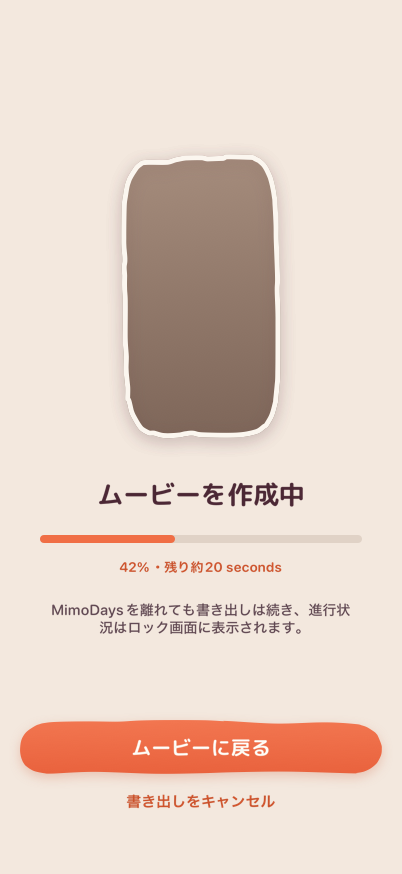 ムービーを作成中
42%・残り約20 seconds
MimoDaysを離れても書き出しは続き、進行状
況はロック画面に表示されます。
ムービーに戻る
書き出しをキャンセル